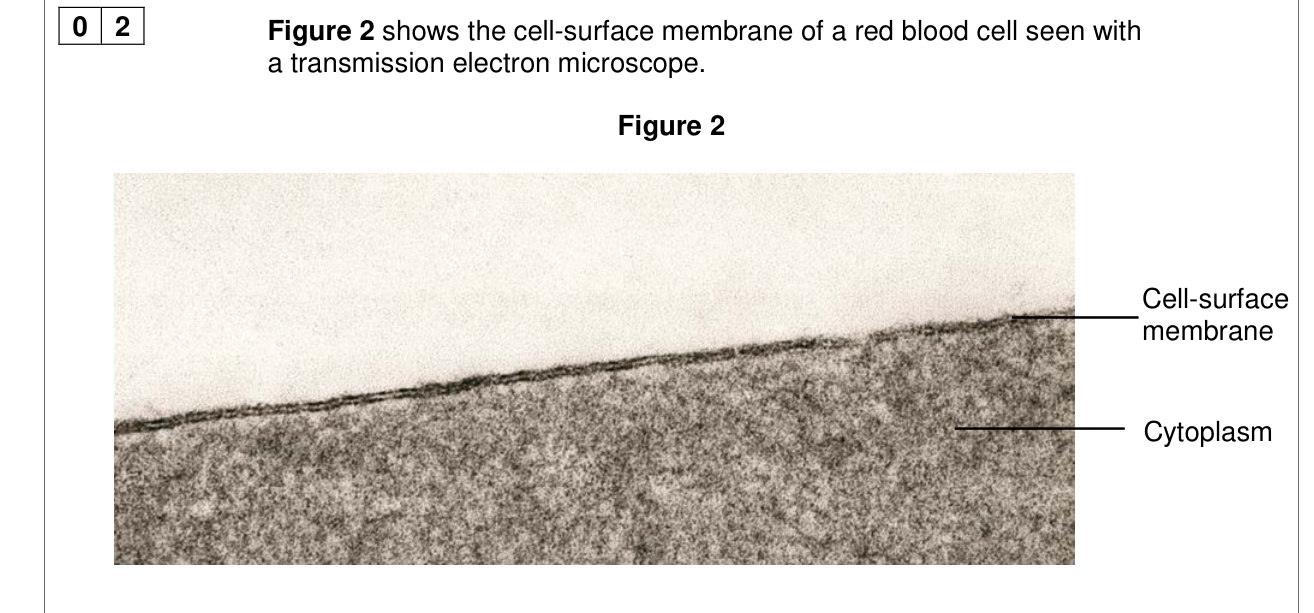 0 2
Figure 2 shows the cell-surface membrane of a red blood cell seen with
a transmission electron microscope.
Figure 2
Cell-surface
membrane
Cytoplasm